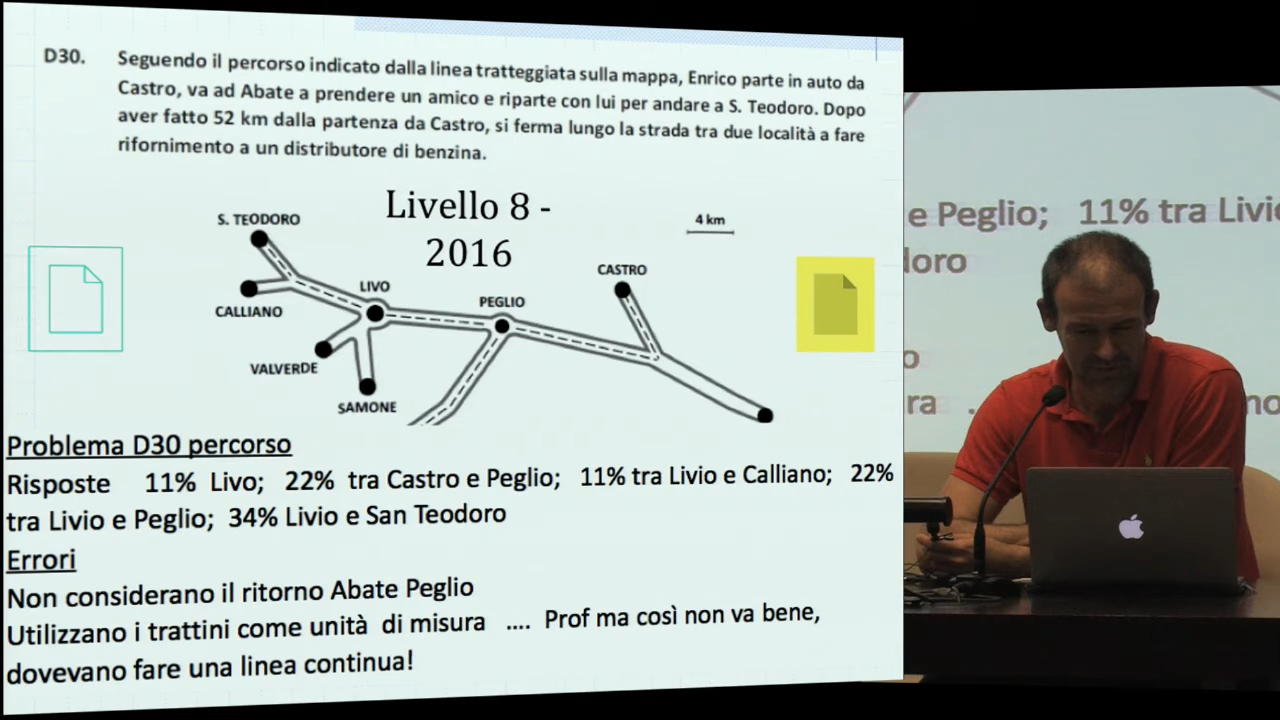 D30. Seguendo il percorso indicato dalla linea tratteggiata sulla mappa, Enrico parte in auto da
Castro, va ad Abate a prendere un amico e riparte con lui per andare a S. Teodoro. Dopo
aver fatto 52 km dalla partenza da Castro, si ferma lungo la strada tra due località a fare
rifornimento a un distributore di benzina.
Livello 8 -
2016
S. TEODORO
4 km
CASTRO
LIVO
PEGLIO
CALLIANO
VALVERDE
SAMONE
Problema D30 percorso
Risposte 11% Livo; 22% tra Castro e Peglio; 11% tra Livio e Calliano; 22%
tra Livio e Peglio; 34% Livio e San Teodoro
Errori
Non considerano il ritorno Abate Peglio
Utilizzano i trattini come unità di misura .... Prof ma così non va bene,
dovevano fare una linea continua!
e Peglio; 11% tra Livi